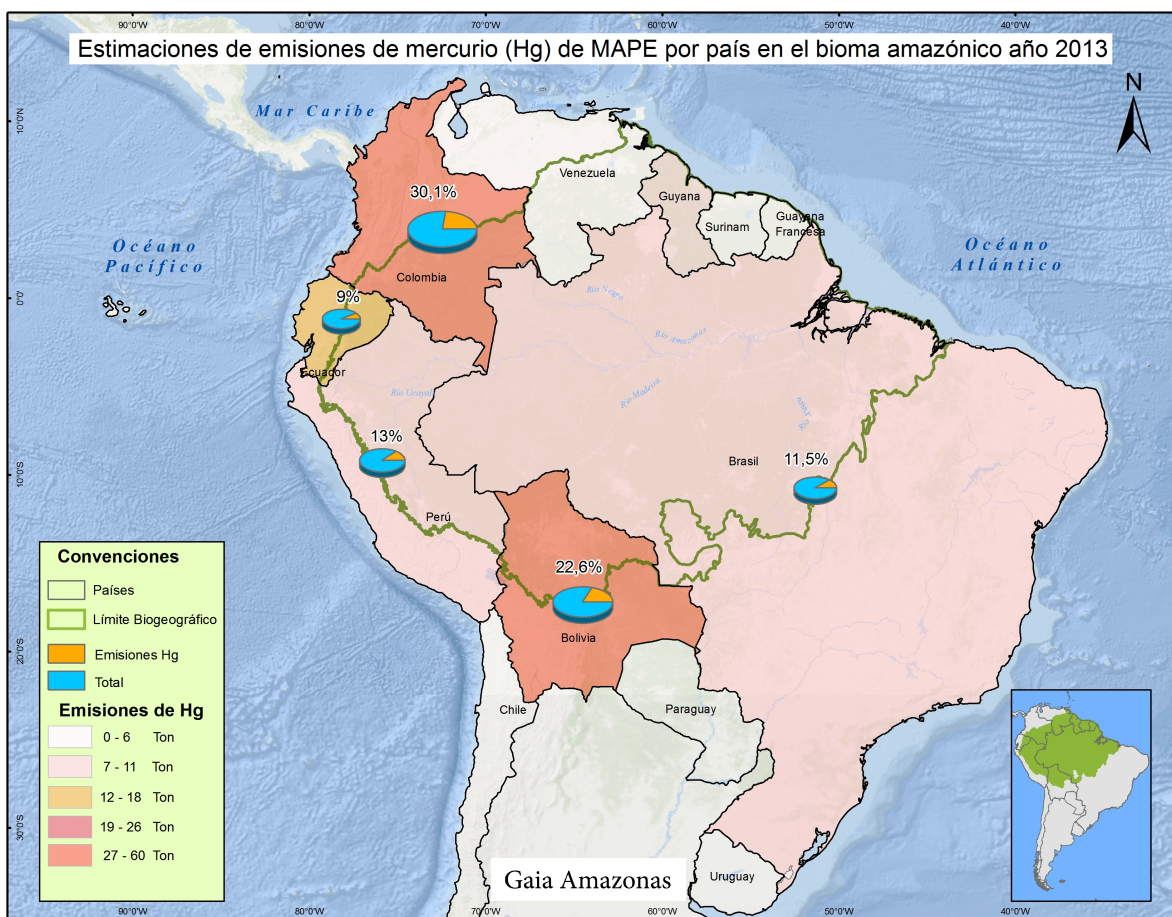 90°0'W 80°0'W 70°0'W 60°0'W 50°0'W 40°0'W
Estimaciones de emisiones de mercurio (Hg) de MAPE por país en el bioma amazónico año 2013
N
Mar Caribe
10°0'N
Venezuela
30,1%
Guyana
Surinam
Guayana
Francesa
Océano
Pacífico
Océano
Atlántico
Colombia
0°0'
9%
Río Negro
Río Amazonas
Ecuador
Río Ucayali
Río Madeira
Río Xingu
13%
Brasil
11,5%
10°0'S
Perú
22,6%
Bolivia
20°0'S
Chile
Paraguay
30°0'S
Uruguay
Convenciones
Países
Límite Biogeográfico
Emisiones Hg
Total
Emisiones de Hg
0 - 6 Ton
7 - 11 Ton
12 - 18 Ton
19 - 26 Ton
27 - 60 Ton
Gaia Amazonas
90°0'W 80°0'W 70°0'W 60°0'W 50°0'W 40°0'W